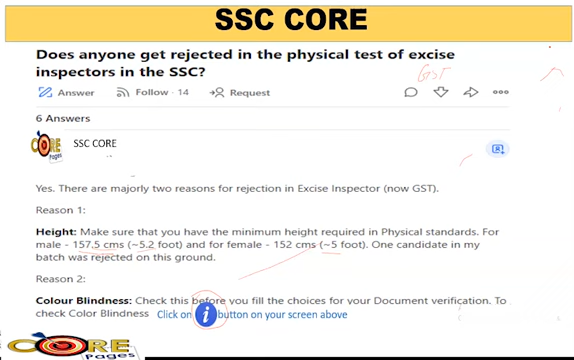 SSC CORE
Does anyone get rejected in the physical test of excise
inspectors in the SSC?
GST
Answer Follow · 14 Request
6 Answers
CORE Pages
SSC CORE
Yes. There are majorly two reasons for rejection in Excise Inspector (now GST).
Reason 1:
Height: Make sure that you have the minimum height required in Physical standards. For
male - 157.5 cms (~5.2 foot) and for female - 152 cms (~5 foot). One candidate in my
batch was rejected on this ground.
Reason 2:
Colour Blindness: Check this before you fill the choices for your Document verification. To
check Color Blindness Click on i button on your screen above
CORE
Pages